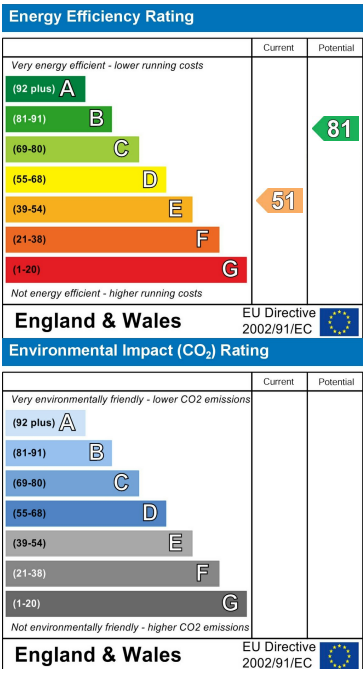 Energy Efficiency Rating
Current Potential
Very energy efficient - lower running costs
(92 plus) A
(81-91) B
81
(69-80) C
(55-68) D
(39-54) E
51
(21-38) F
(1-20) G
Not energy efficient - higher running costs
England & Wales
EU Directive
2002/91/EC
Environmental Impact (CO₂) Rating
Current Potential
Very environmentally friendly - lower CO2 emissions
(92 plus) A
(81-91) B
(69-80) C
(55-68) D
(39-54) E
(21-38) F
(1-20) G
Not environmentally friendly - higher CO2 emissions
England & Wales
EU Directive
2002/91/EC